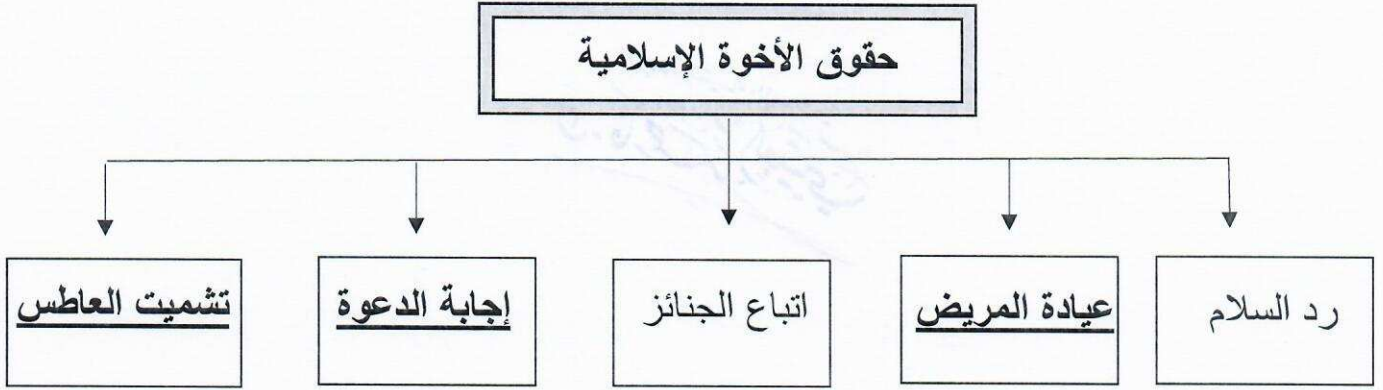 حقوق الأخوة الإسلامية
رد السلام
عيادة المريض
اتباع الجنائز
إجابة الدعوة
تشميت العاطس